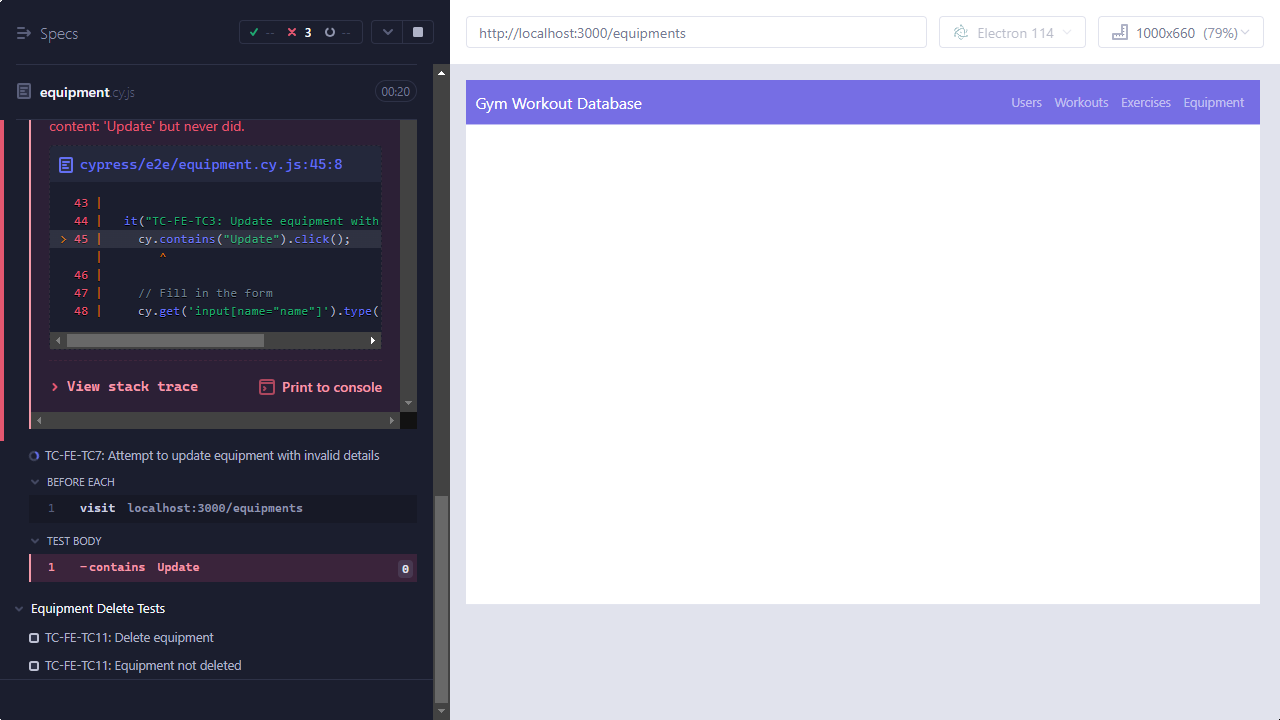 Specs
-- 3 --
http://localhost:3000/equipments
Electron 114
1000x660 (79%)
equipment cy.js
00:20
Gym Workout Database
Users Workouts Exercises Equipment
content: 'Update' but never did.
cypress/e2e/equipment.cy.js:45:8
43 |
44 | it("TC-FE-TC3: Update equipment with
> 45 | cy.contains("Update").click();
| ^
46 |
47 | // Fill in the form
48 | cy.get('input[name="name"]').type(
> View stack trace
Print to console
TC-FE-TC7: Attempt to update equipment with invalid details
BEFORE EACH
1 visit localhost:3000/equipments
TEST BODY
1 -contains Update 0
Equipment Delete Tests
TC-FE-TC11: Delete equipment
TC-FE-TC11: Equipment not deleted